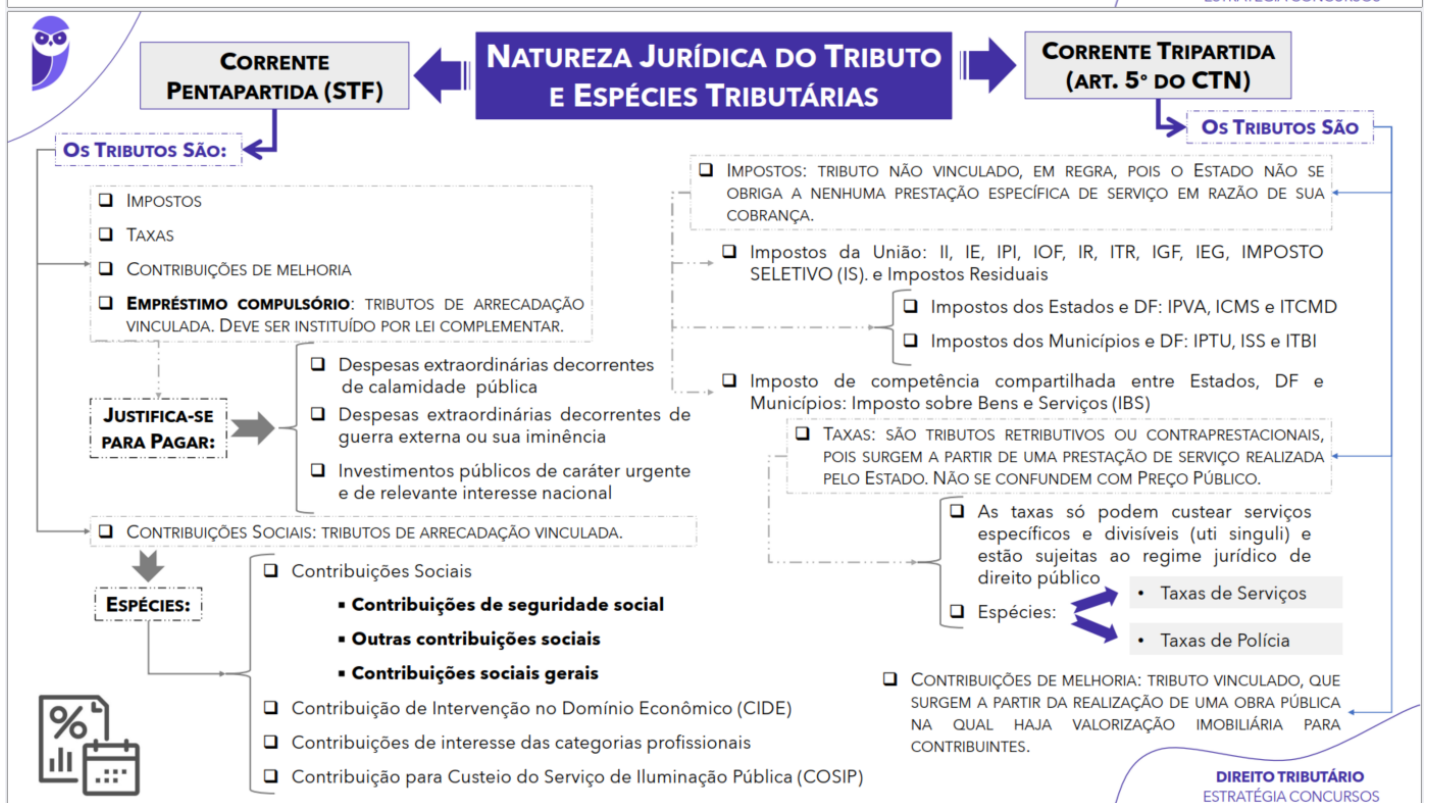 ESTRATÉGIA CONCURSOS
NATUREZA JURÍDICA DO TRIBUTO
E ESPÉCIES TRIBUTÁRIAS
CORRENTE
PENTAPARTIDA (STF)
OS TRIBUTOS SÃO:
❑ IMPOSTOS
❑ TAXAS
❑ CONTRIBUIÇÕES DE MELHORIA
❑ EMPRÉSTIMO COMPULSÓRIO: TRIBUTOS DE ARRECADAÇÃO
VINCULADA. DEVE SER INSTITUÍDO POR LEI COMPLEMENTAR.
JUSTIFICA-SE
PARA PAGAR:
❑ Despesas extraordinárias decorrentes
de calamidade pública
❑ Despesas extraordinárias decorrentes de
guerra externa ou sua iminência
❑ Investimentos públicos de caráter urgente
e de relevante interesse nacional
❑ CONTRIBUIÇÕES SOCIAIS: TRIBUTOS DE ARRECADAÇÃO VINCULADA.
ESPÉCIES:
❑ Contribuições Sociais
▪ Contribuições de seguridade social
▪ Outras contribuições sociais
▪ Contribuições sociais gerais
❑ Contribuição de Intervenção no Domínio Econômico (CIDE)
❑ Contribuições de interesse das categorias profissionais
❑ Contribuição para Custeio do Serviço de Iluminação Pública (COSIP)
CORRENTE TRIPARTIDA
(ART. 5° DO CTN)
OS TRIBUTOS SÃO
❑ IMPOSTOS: TRIBUTO NÃO VINCULADO, EM REGRA, POIS O ESTADO NÃO SE
OBRIGA A NENHUMA PRESTAÇÃO ESPECÍFICA DE SERVIÇO EM RAZÃO DE SUA
COBRANÇA.
❑ Impostos da União: II, IE, IPI, IOF, IR, ITR, IGF, IEG, IMPOSTO
SELETIVO (IS). e Impostos Residuais
❑ Impostos dos Estados e DF: IPVA, ICMS e ITCMD
❑ Impostos dos Municípios e DF: IPTU, ISS e ITBI
❑ Imposto de competência compartilhada entre Estados, DF e
Municípios: Imposto sobre Bens e Serviços (IBS)
❑ TAXAS: SÃO TRIBUTOS RETRIBUTIVOS OU CONTRAPRESTACIONAIS,
POIS SURGEM A PARTIR DE UMA PRESTAÇÃO DE SERVIÇO REALIZADA
PELO ESTADO. NÃO SE CONFUNDEM COM PREÇO PÚBLICO.
❑ As taxas só podem custear serviços
específicos e divisíveis (uti singuli) e
estão sujeitas ao regime jurídico de
direito público
❑ Espécies:
• Taxas de Serviços
• Taxas de Polícia
❑ CONTRIBUIÇÕES DE MELHORIA: TRIBUTO VINCULADO, QUE
SURGEM A PARTIR DA REALIZAÇÃO DE UMA OBRA PÚBLICA
NA QUAL HAJA VALORIZAÇÃO IMOBILIÁRIA PARA
CONTRIBUINTES.
%
DIREITO TRIBUTÁRIO
ESTRATÉGIA CONCURSOS